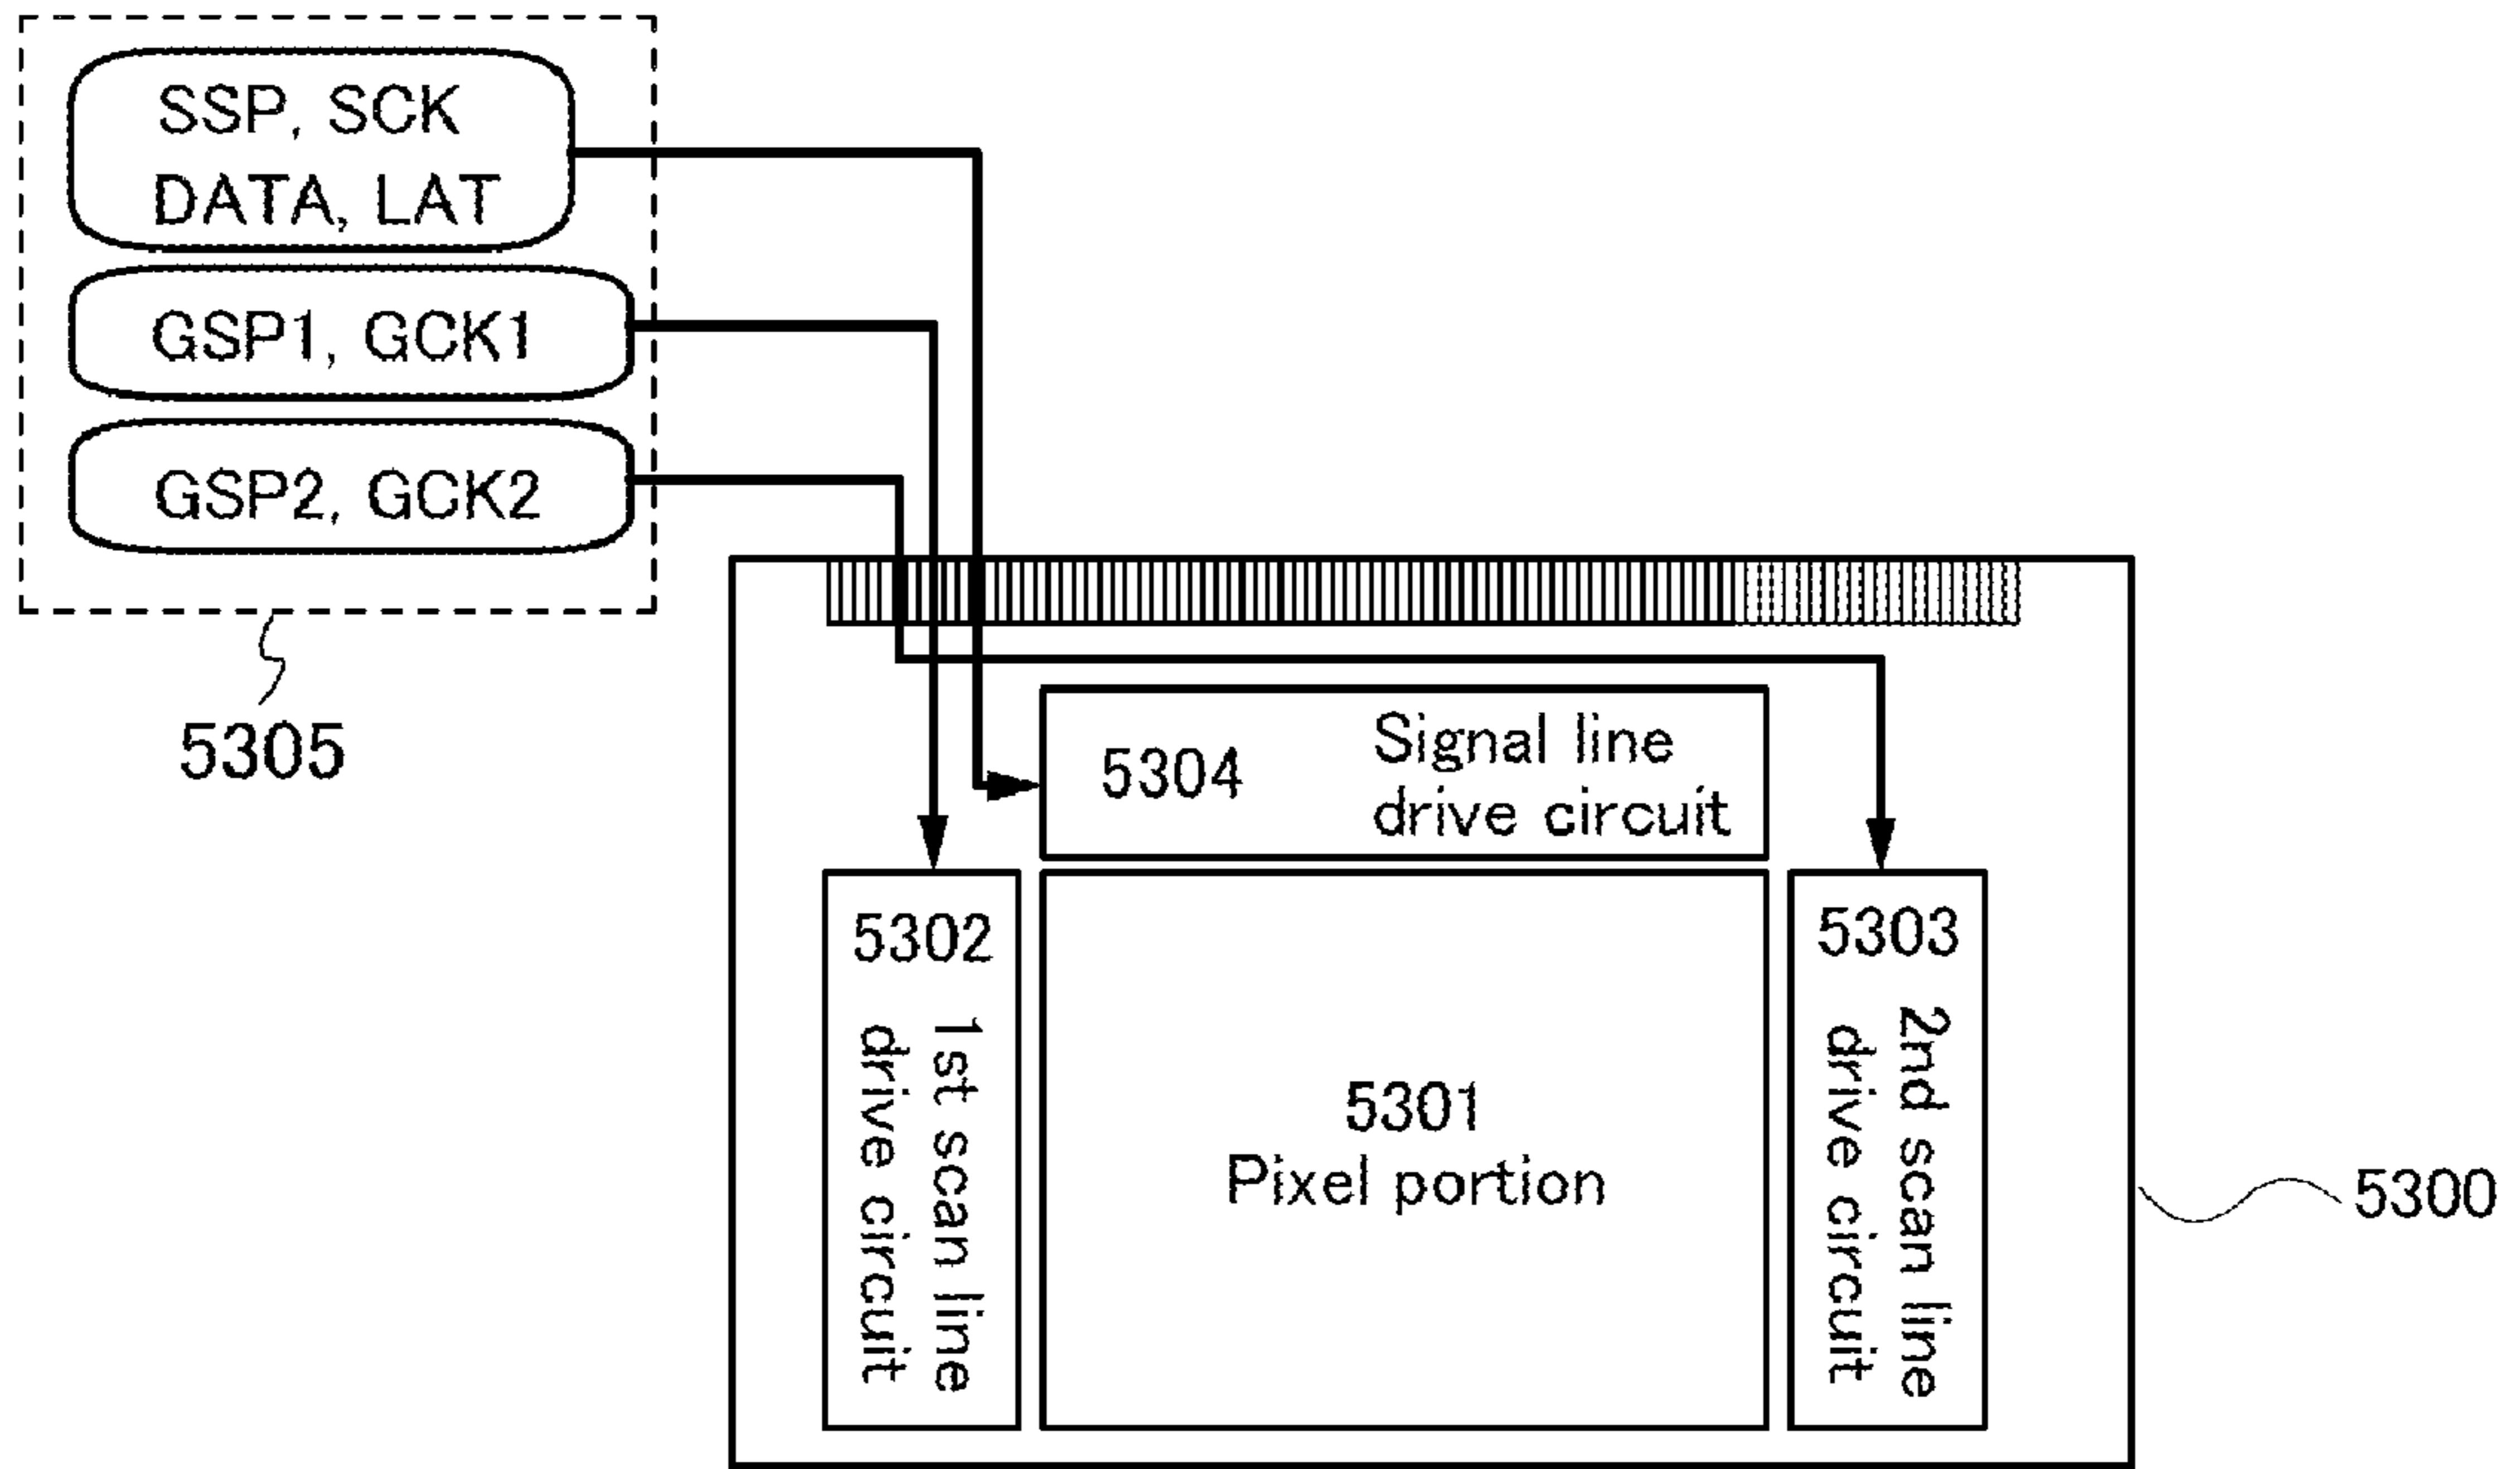 SSP, SCK
DATA, LAT
GSP1, GCK1
GSP2, GCK2
5305
5304
Signal line
drive circuit
5302
1st scan line
drive circuit
5301
Pixel portion
5303
2nd scan line
drive circuit
5300